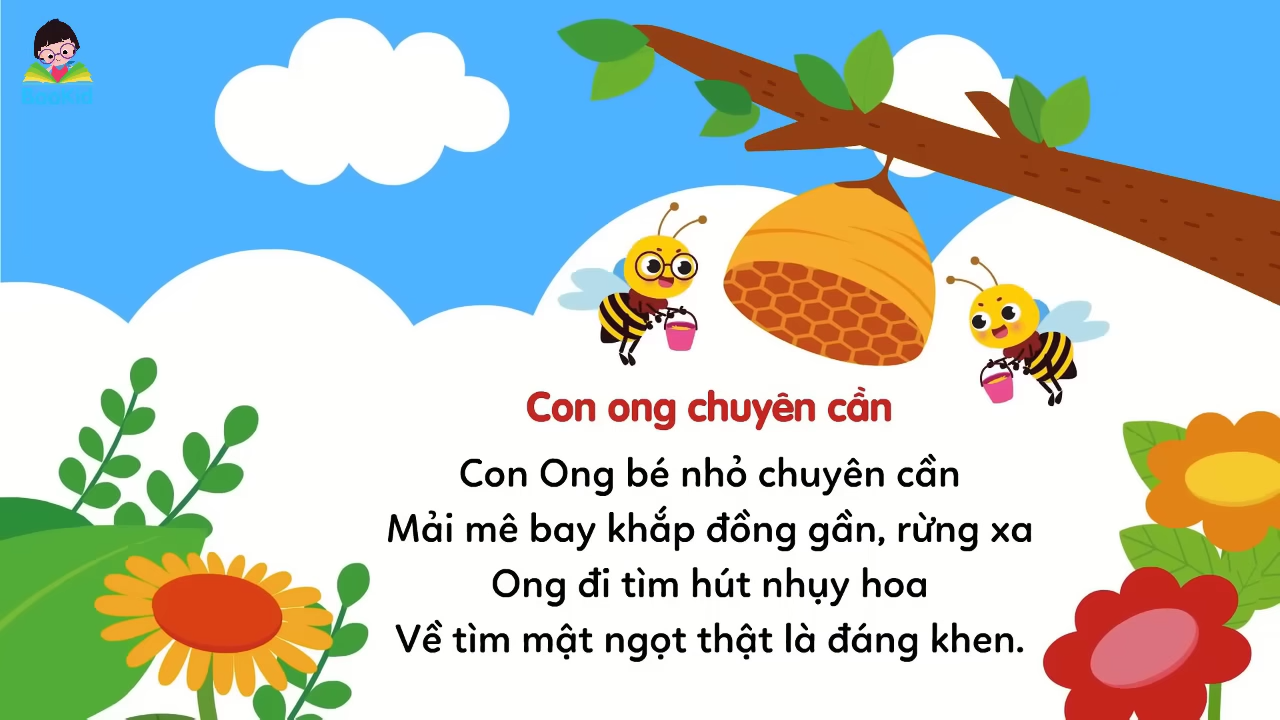 Con ong chuyên cần
Con Ong bé nhỏ chuyên cần
Mải mê bay khắp đồng gần, rừng xa
Ong đi tìm hút nhụy hoa
Về tìm mật ngọt thật là đáng khen.